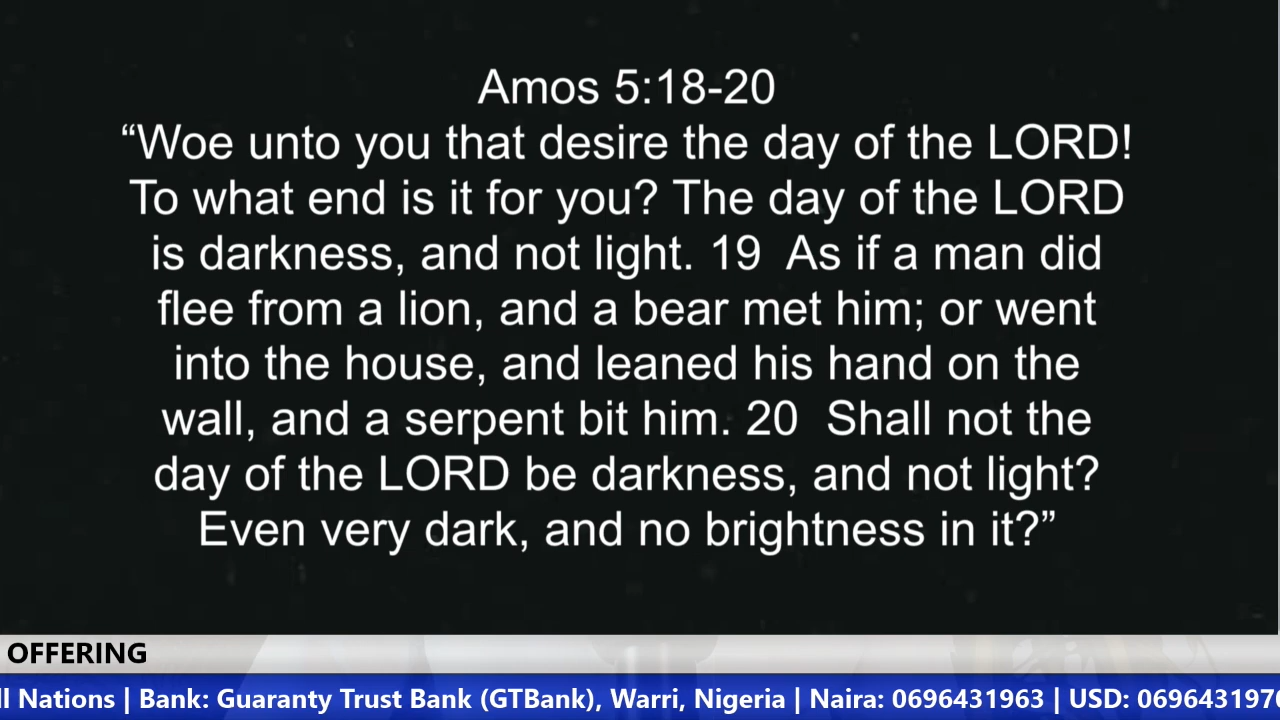 Amos 5:18-20
“Woe unto you that desire the day of the LORD!
To what end is it for you? The day of the LORD
is darkness, and not light. 19  As if a man did
flee from a lion, and a bear met him; or went
into the house, and leaned his hand on the
wall, and a serpent bit him. 20  Shall not the
day of the LORD be darkness, and not light?
Even very dark, and no brightness in it?”
OFFERING
Nations | Bank: Guaranty Trust Bank (GTBank), Warri, Nigeria | Naira: 0696431963 | USD: